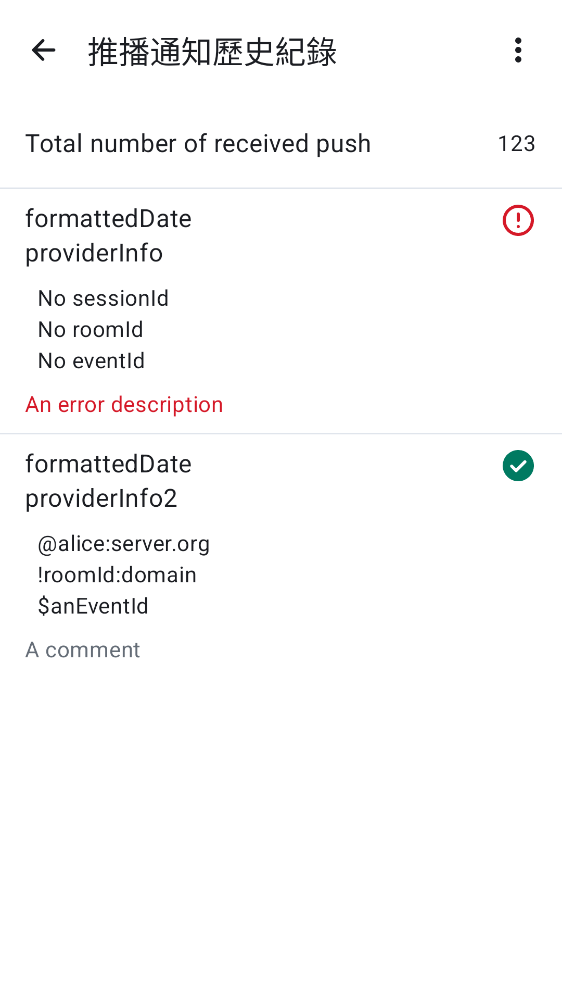 推播通知歷史紀錄
Total number of received push 123
formattedDate
providerInfo
No sessionId
No roomId
No eventId
An error description
formattedDate
providerInfo2
@alice:server.org
!roomId:domain
$anEventId
A comment